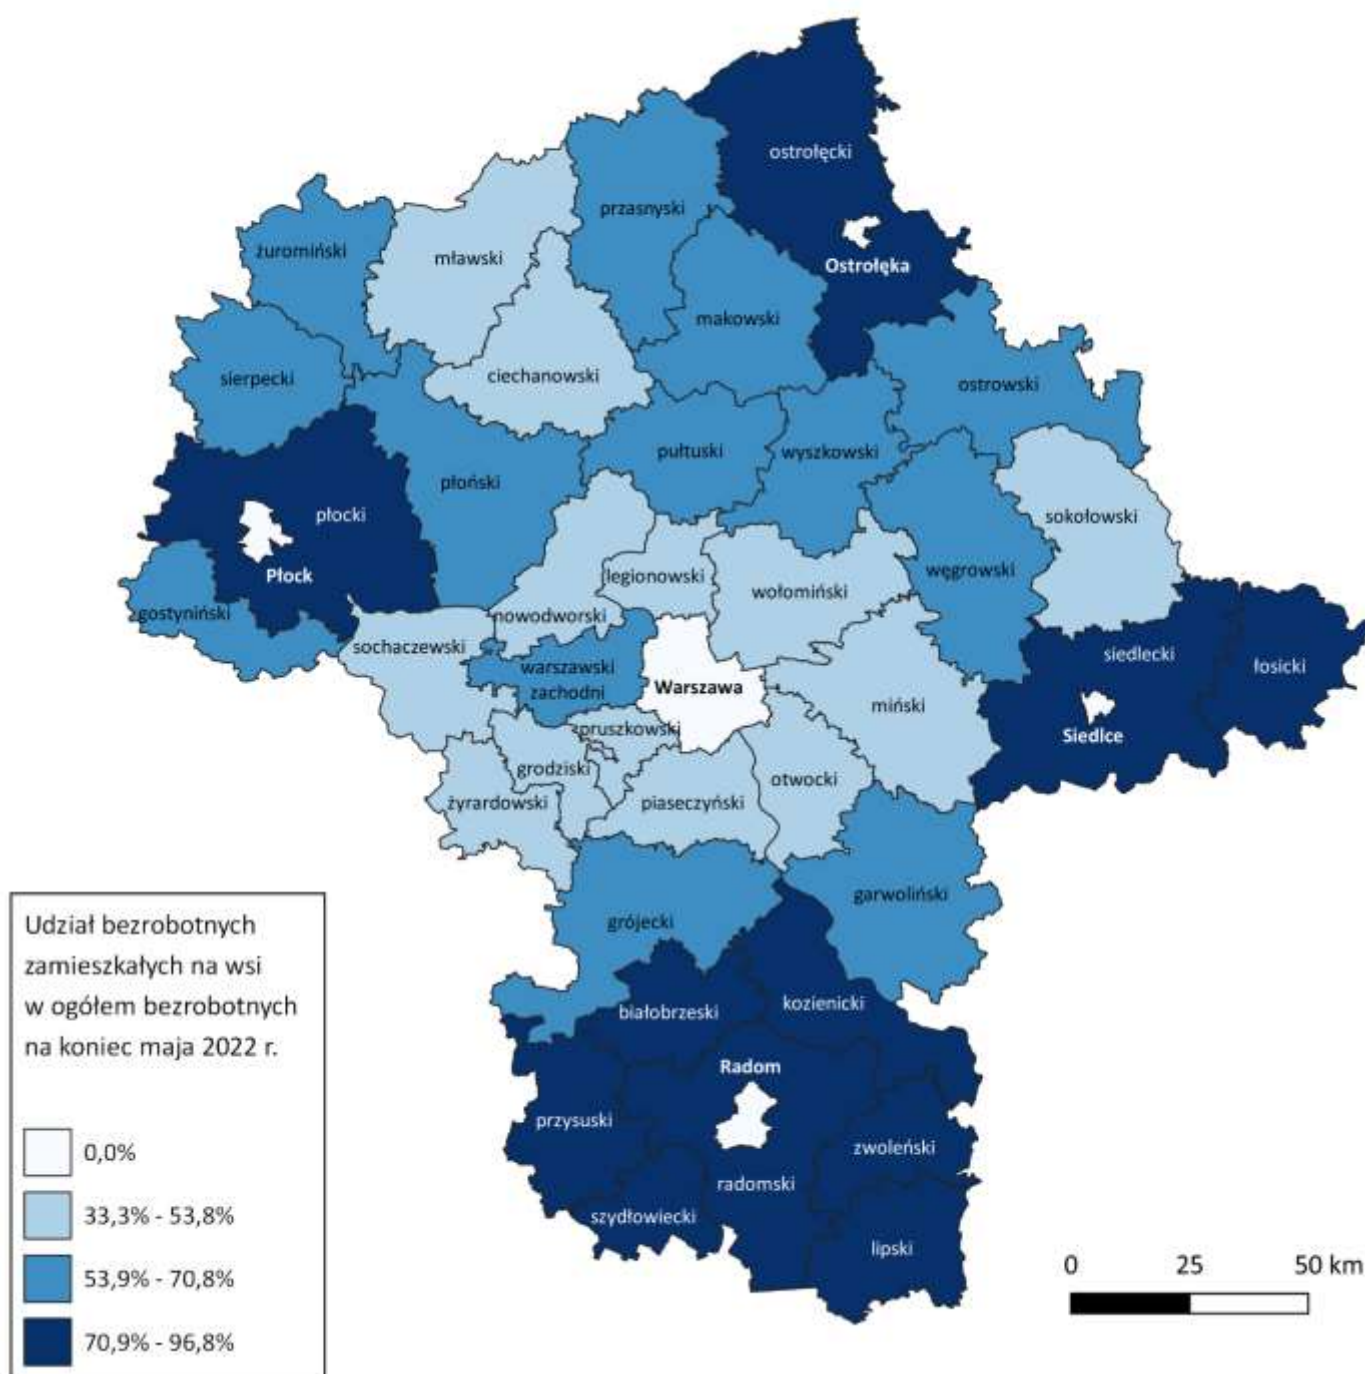 ostrołęcki
przasnyski
żuromiński
mławski
Ostrołęka
makowski
ciechanowski
sierpecki
ostrowski
pułtuski
wyszkowski
płoński
płocki
sokołowski
Płock
legionowski
węgrowski
wołomiński
gostyniński
nowodworski
sochaczewski
siedlecki
łosicki
warszawski
zachodni
Warszawa
miński
pruszkowski
Siedlce
grodziski
otwocki
żyrardowski
piaseczyński
garwoliński
grójecki
Udział bezrobotnych
zamieszkałych na wsi
w ogółem bezrobotnych
na koniec maja 2022 r.
0,0%
33,3% - 53,8%
53,9% - 70,8%
70,9% - 96,8%
kozienicki
białobrzeski
Radom
przysuski
zwoleński
radomski
szydłowiecki
lipski
0 25 50 km